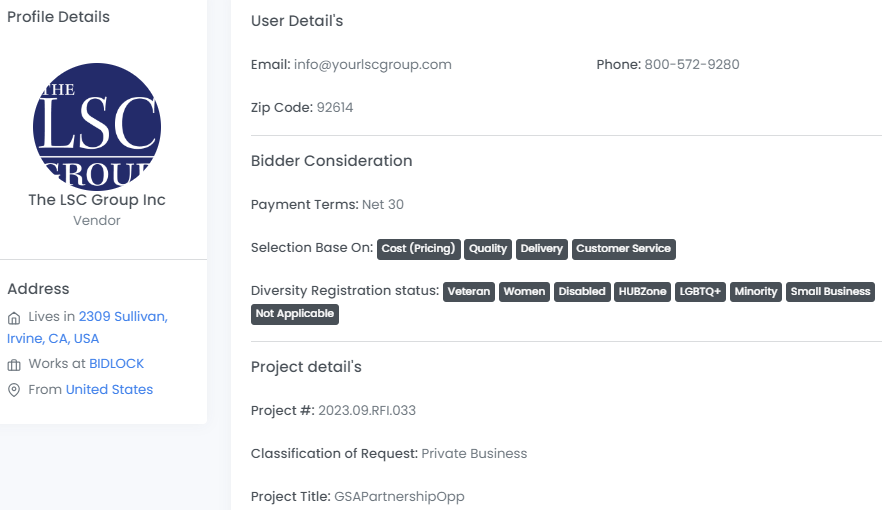 Profile Details
THE
LSC
GROUP
The LSC Group Inc
Vendor
Address
Lives in 2309 Sullivan,
Irvine, CA, USA
Works at BIDLOCK
From United States
User Detail's
Email: info@yourlscgroup.com Phone: 800-572-9280
Zip Code: 92614
Bidder Consideration
Payment Terms: Net 30
Selection Base On: Cost (Pricing) Quality Delivery Customer Service
Diversity Registration status: Veteran Women Disabled HUBZone LGBTQ+ Minority Small Business
Not Applicable
Project detail's
Project #: 2023.09.RFI.033
Classification of Request: Private Business
Project Title: GSAPartnershipOpp